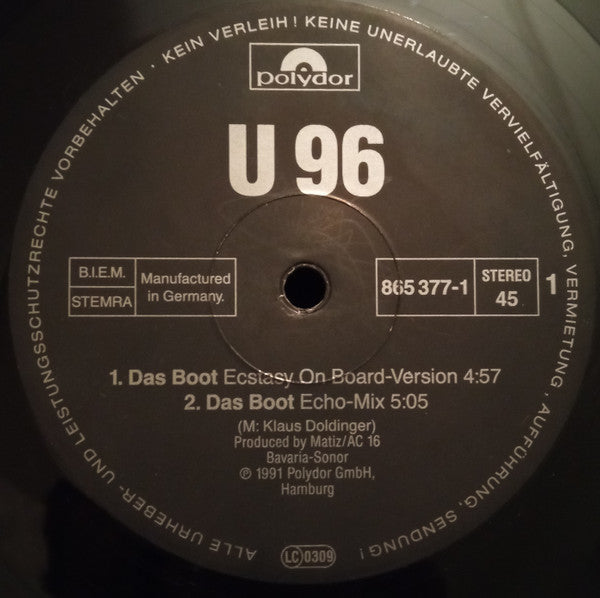 ALLE URHEBER- UND LEISTUNGSSCHUTZRECHTE VORBEHALTEN · KEIN VERLEIH! KEINE UNERLAUBTE VERVIELFÄLTIGUNG, VERMIETUNG, AUFFÜHRUNG, SENDUNG!
polydor
U 96
B.I.E.M.
STEMRA
Manufactured
in Germany.
865 377-1
STEREO
45
1
1. Das Boot Ecstasy On Board-Version 4:57
2. Das Boot Echo-Mix 5:05
(M: Klaus Doldinger)
Produced by Matiz/AC 16
Bavaria-Sonor
℗ 1991 Polydor GmbH,
Hamburg
LC 0309